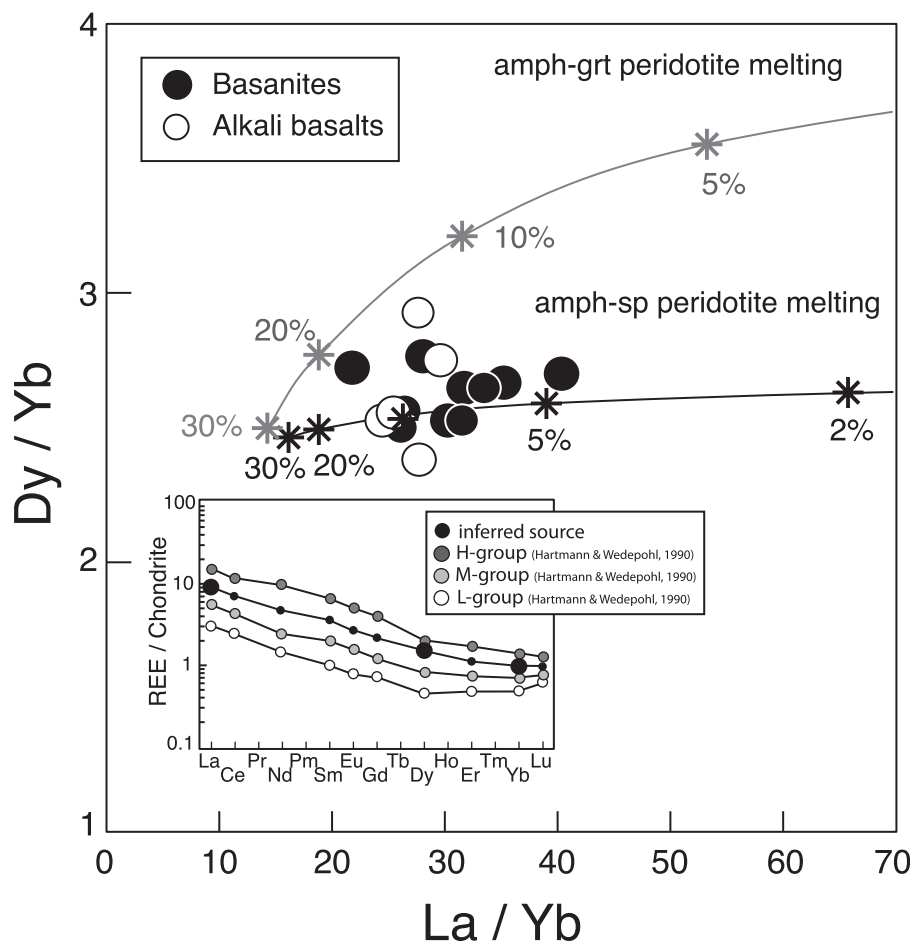 4
amph-grt peridotite melting
Basanites
Alkali basalts
5%
10%
3
amph-sp peridotite melting
20%
30%
5%
2%
30% 20%
Dy / Yb
100
inferred source
H-group (Hartmann & Wedepohl, 1990)
M-group (Hartmann & Wedepohl, 1990)
L-group (Hartmann & Wedepohl, 1990)
2
10
REE / Chondrite
1
0.1
La Pr Pm Eu Tb Ho Tm Lu
Ce Nd Sm Gd Dy Er Yb
1
0 10 20 30 40 50 60 70
La / Yb